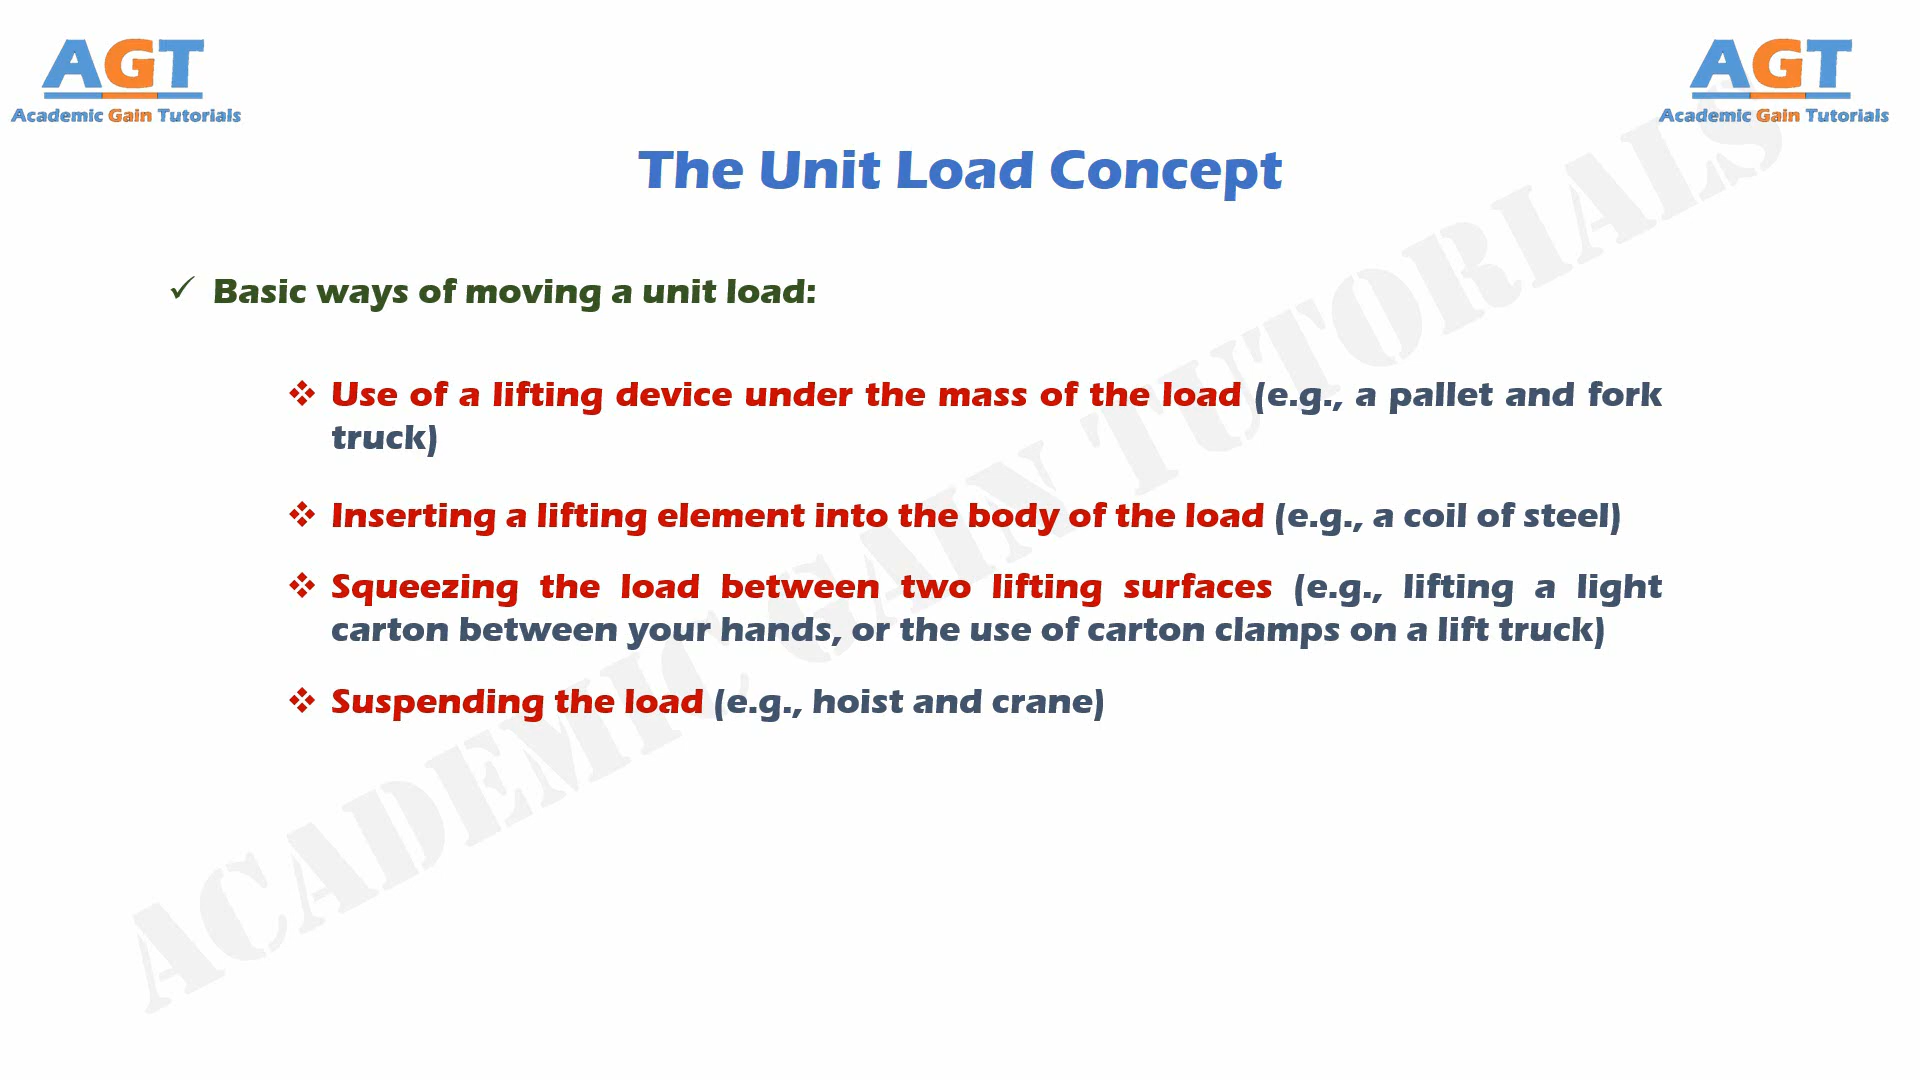 AGT
Academic Gain Tutorials
AGT
Academic Gain Tutorials
The Unit Load Concept
Basic ways of moving a unit load:
Use of a lifting device under the mass of the load (e.g., a pallet and fork
truck)
Inserting a lifting element into the body of the load (e.g., a coil of steel)
Squeezing the load between two lifting surfaces (e.g., lifting a light
carton between your hands, or the use of carton clamps on a lift truck)
Suspending the load (e.g., hoist and crane)
ACADEMIC GAIN TUTORIALS